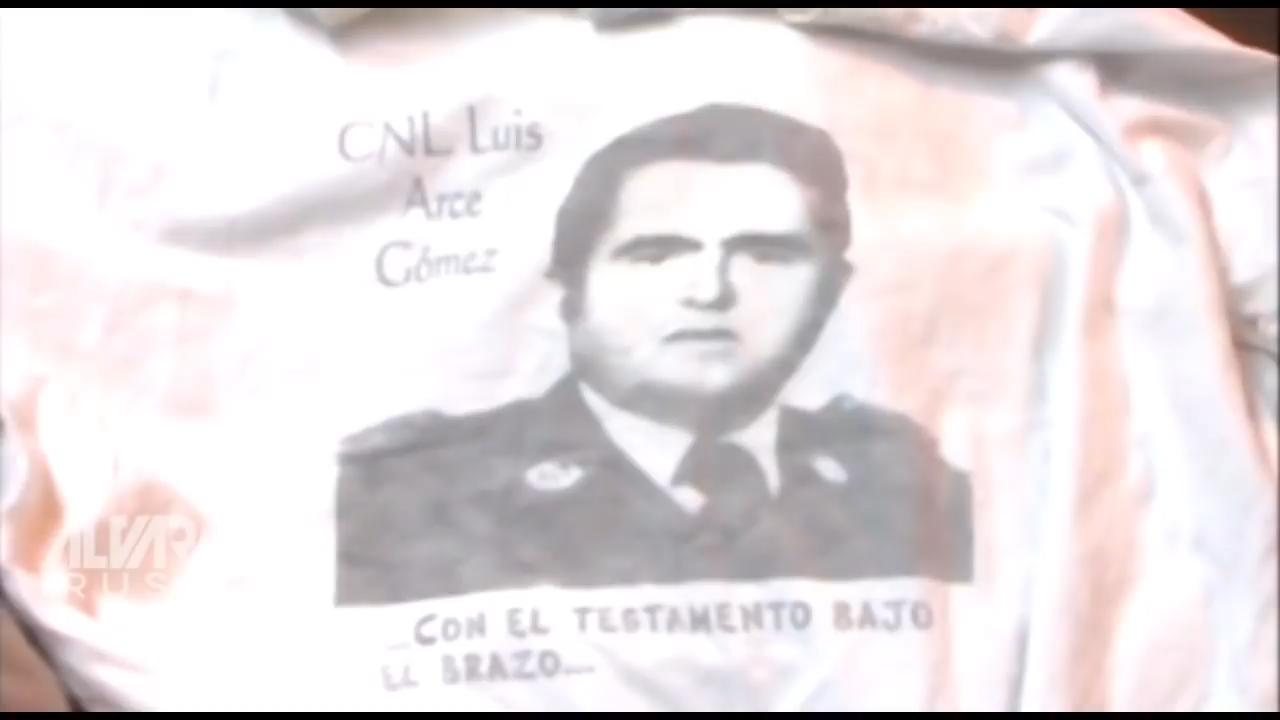 CNL Luis
Arce
Gómez
...CON EL TESTAMENTO BAJO
EL BRAZO...